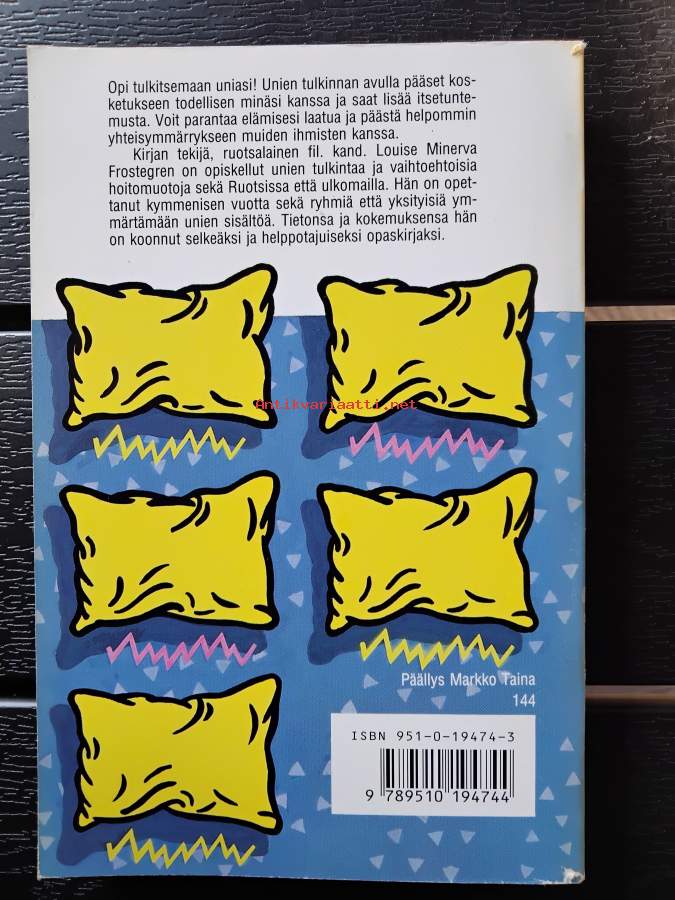 Opi tulkitsemaan uniasi! Unien tulkinnan avulla pääset kos-
ketukseen todellisen minäsi kanssa ja saat lisää itsetunte-
musta. Voit parantaa elämisesi laatua ja päästä helpommin
yhteisymmärrykseen muiden ihmisten kanssa.
Kirjan tekijä, ruotsalainen fil. kand. Louise Minerva
Frostegren on opiskellut unien tulkintaa ja vaihtoehtoisia
hoitomuotoja sekä Ruotsissa että ulkomailla. Hän on opet-
tanut kymmenisen vuotta sekä ryhmiä että yksityisiä ym-
märtämään unien sisältöä. Tietonsa ja kokemuksensa hän
on koonnut selkeäksi ja helppotajuiseksi opaskirjaksi.
Antikvariaatti.net
Päällys Markko Taina
144
ISBN 951-0-19474-3
9 789510 194744